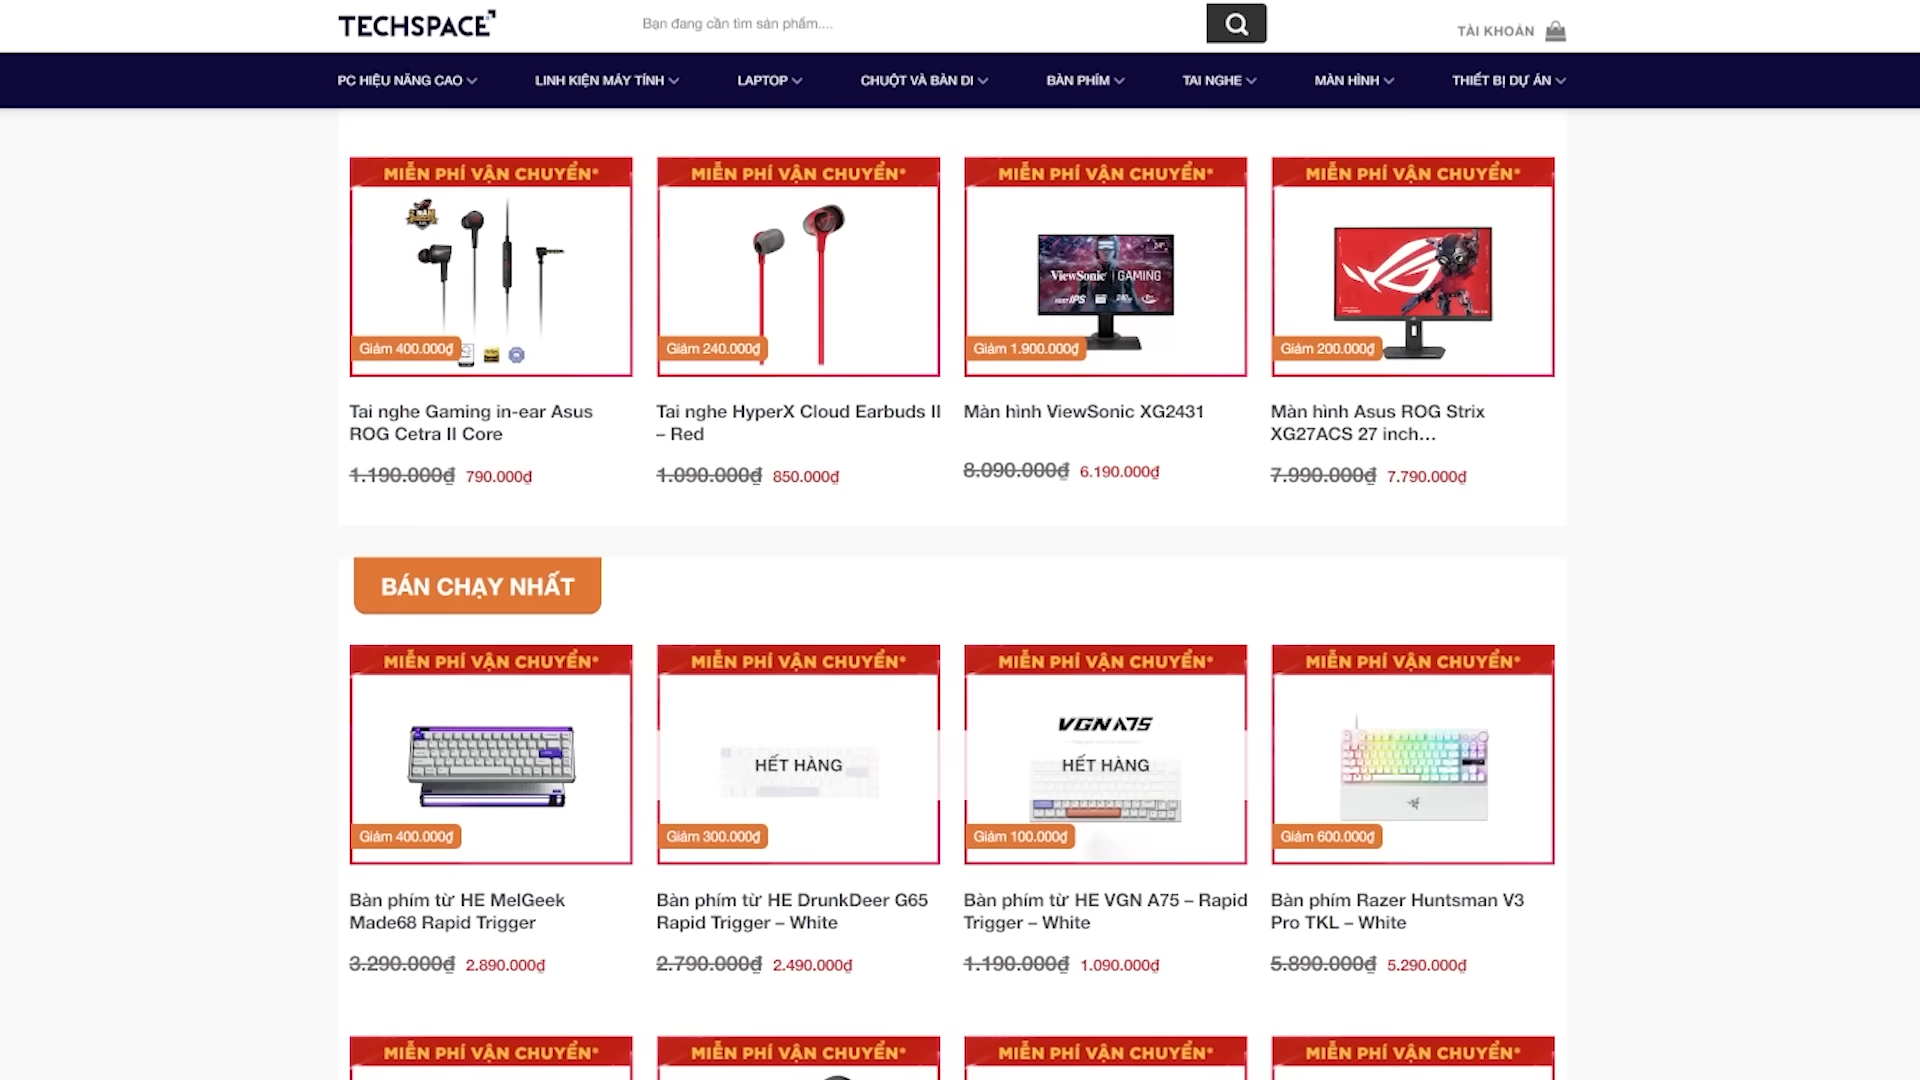 TECHSPACE
Bạn đang cần tìm sản phẩm....
TÀI KHOẢN
PC HIỆU NĂNG CAO
LINH KIỆN MÁY TÍNH
LAPTOP
CHUỘT VÀ BÀN DI
BÀN PHÍM
TAI NGHE
MÀN HÌNH
THIẾT BỊ DỰ ÁN
MIỄN PHÍ VẬN CHUYỂN*
MIỄN PHÍ VẬN CHUYỂN*
MIỄN PHÍ VẬN CHUYỂN*
MIỄN PHÍ VẬN CHUYỂN*
ViewSonic | GAMING
Giảm 400.000₫
Giảm 240.000₫
Giảm 1.900.000₫
Giảm 200.000₫
Tai nghe Gaming in-ear Asus
ROG Cetra II Core
1.190.000₫ 790.000₫
Tai nghe HyperX Cloud Earbuds II
– Red
1.090.000₫ 850.000₫
Màn hình ViewSonic XG2431
8.090.000₫ 6.190.000₫
Màn hình Asus ROG Strix
XG27ACS 27 inch...
7.990.000₫ 7.790.000₫
BÁN CHẠY NHẤT
MIỄN PHÍ VẬN CHUYỂN*
MIỄN PHÍ VẬN CHUYỂN*
MIỄN PHÍ VẬN CHUYỂN*
MIỄN PHÍ VẬN CHUYỂN*
VGN A75
HẾT HÀNG
HẾT HÀNG
Giảm 400.000₫
Giảm 300.000₫
Giảm 100.000₫
Giảm 600.000₫
Bàn phím từ HE MelGeek
Made68 Rapid Trigger
3.290.000₫ 2.890.000₫
Bàn phím từ HE DrunkDeer G65
Rapid Trigger – White
2.790.000₫ 2.490.000₫
Bàn phím từ HE VGN A75 – Rapid
Trigger – White
1.190.000₫ 1.090.000₫
Bàn phím Razer Huntsman V3
Pro TKL – White
5.890.000₫ 5.290.000₫
MIỄN PHÍ VẬN CHUYỂN*
MIỄN PHÍ VẬN CHUYỂN*
MIỄN PHÍ VẬN CHUYỂN*
MIỄN PHÍ VẬN CHUYỂN*